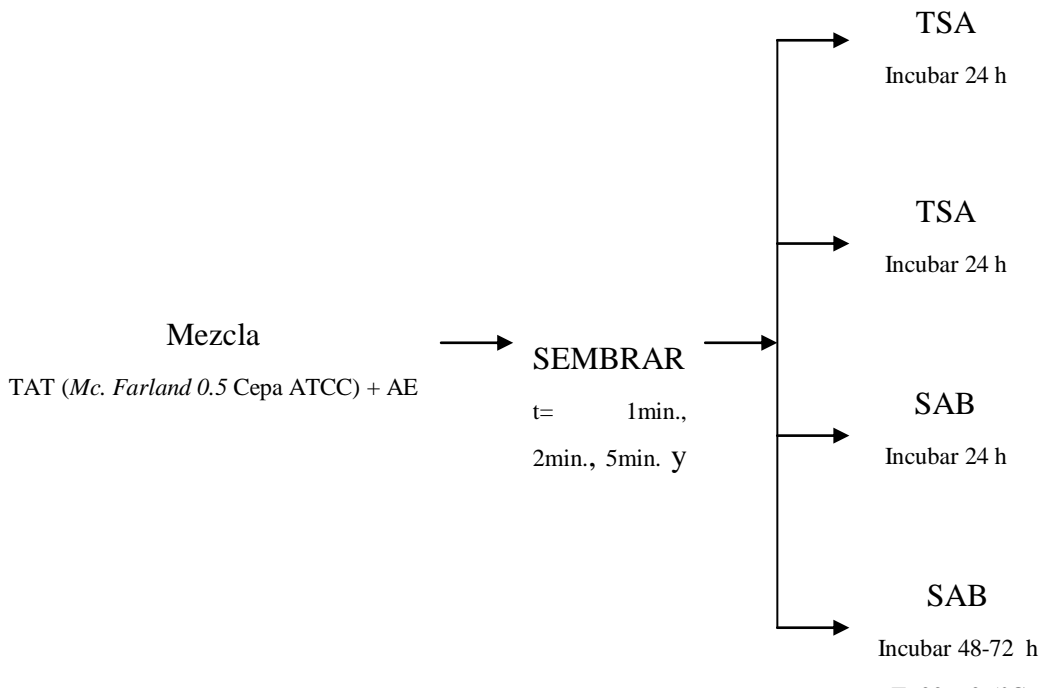 Mezcla
TAT (Mc. Farland 0.5 Cepa ATCC) + AE
SEMBRAR
t= 1min.,
2min., 5min. y
TSA
Incubar 24 h
TSA
Incubar 24 h
SAB
Incubar 24 h
SAB
Incubar 48-72 h